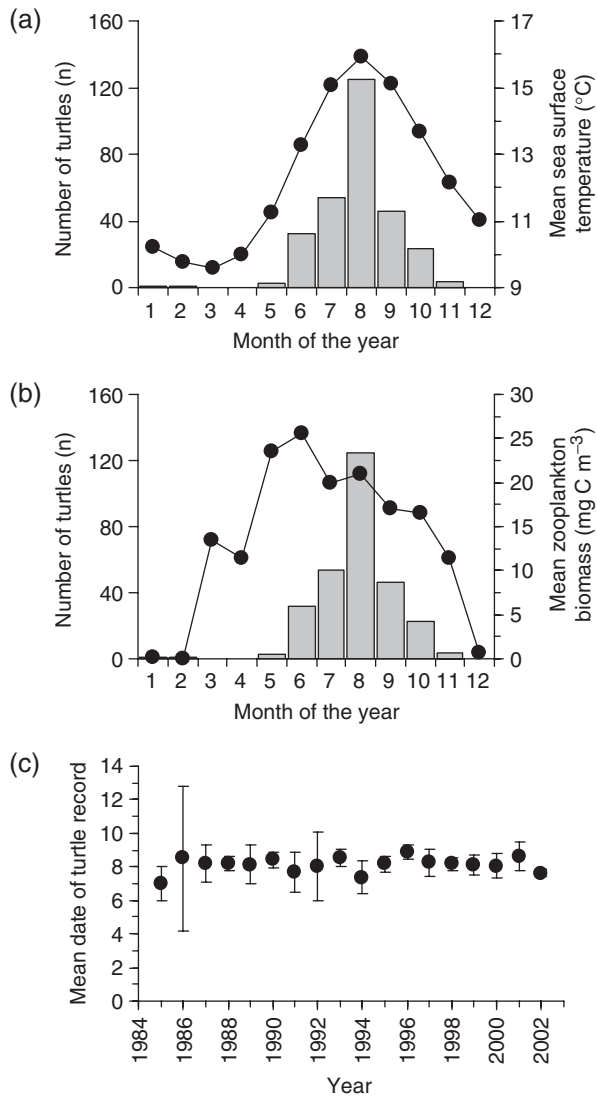 (a)
160
120
80
40
0
Number of turtles (n)
17
15
13
11
9
Mean sea surface
temperature (°C)
1 2 3 4 5 6 7 8 9 10 11 12
Month of the year
(b)
160
120
80
40
0
Number of turtles (n)
30
25
20
15
10
5
0
Mean zooplankton
biomass (mg C m⁻³)
1 2 3 4 5 6 7 8 9 10 11 12
Month of the year
(c)
14
12
10
8
6
4
2
0
Mean date of turtle record
1984 1986 1988 1990 1992 1994 1996 1998 2000 2002
Year